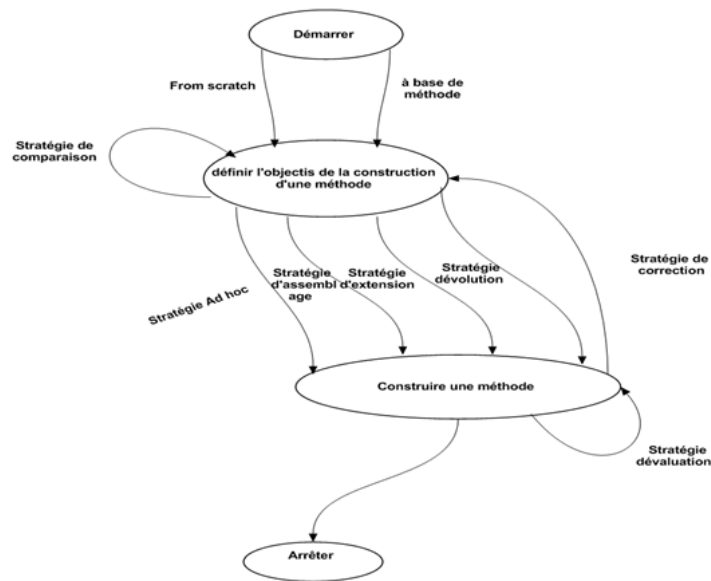 Démarrer
From scratch
à base de
méthode
Stratégie de
comparaison
définir l'objectis de la construction
d'une méthode
Stratégie Ad hoc
Stratégie
d'assembl
age
Stratégie
d'extension
Stratégie
dévolution
Stratégie de
correction
Construire une méthode
Stratégie
dévaluation
Arrêter